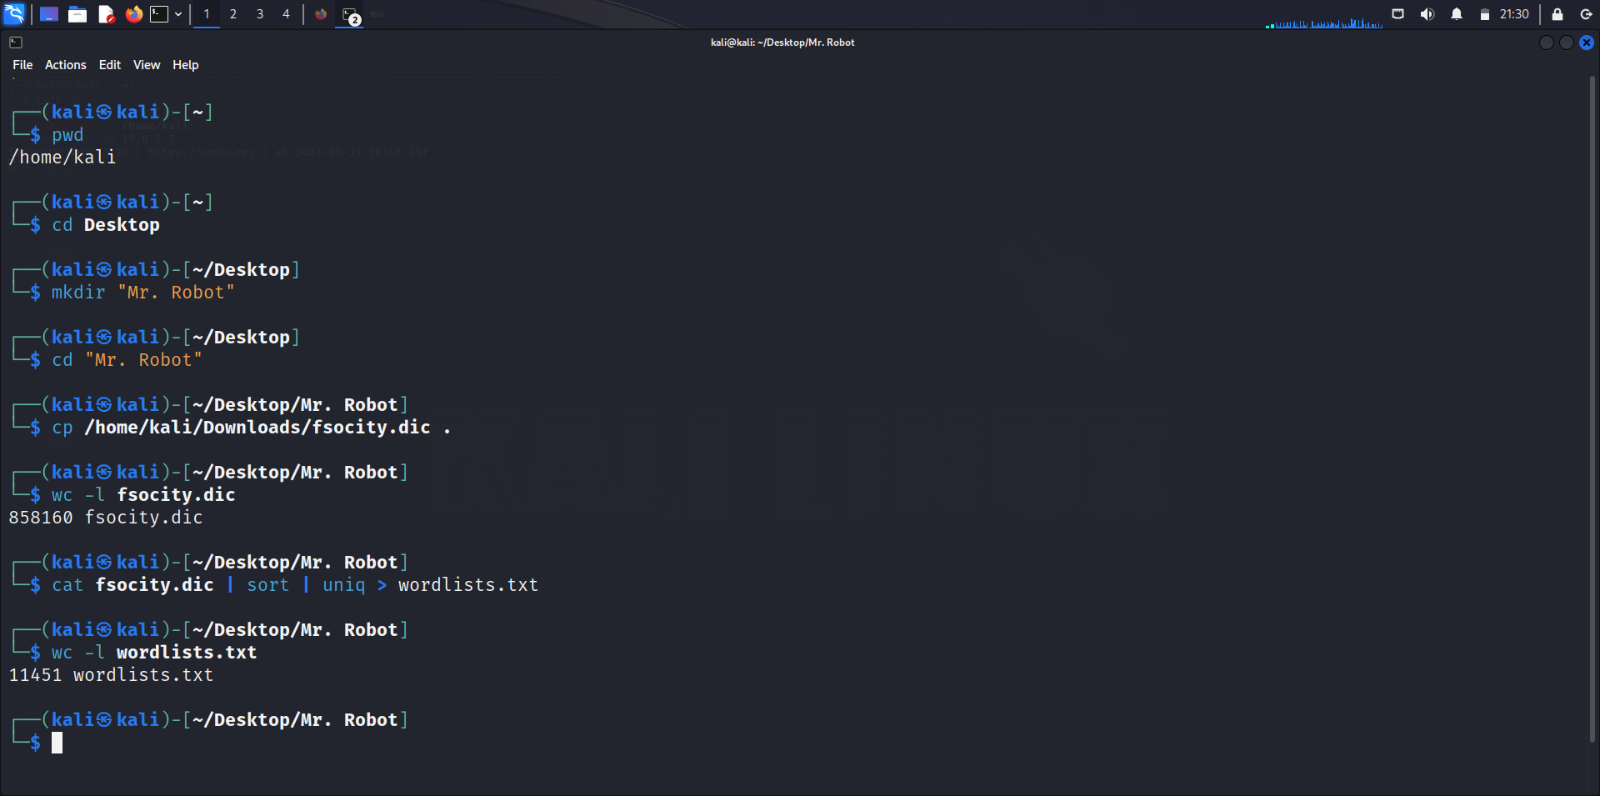 1 2 3 4 2 21:30
kali@kali: ~/Desktop/Mr. Robot
File Actions Edit View Help
┌──(kali㉿kali)-[~]
└─$ pwd
/home/kali
┌──(kali㉿kali)-[~]
└─$ cd Desktop
┌──(kali㉿kali)-[~/Desktop]
└─$ mkdir "Mr. Robot"
┌──(kali㉿kali)-[~/Desktop]
└─$ cd "Mr. Robot"
┌──(kali㉿kali)-[~/Desktop/Mr. Robot]
└─$ cp /home/kali/Downloads/fsocity.dic .
┌──(kali㉿kali)-[~/Desktop/Mr. Robot]
└─$ wc -l fsocity.dic
858160 fsocity.dic
┌──(kali㉿kali)-[~/Desktop/Mr. Robot]
└─$ cat fsocity.dic | sort | uniq > wordlists.txt
┌──(kali㉿kali)-[~/Desktop/Mr. Robot]
└─$ wc -l wordlists.txt
11451 wordlists.txt
┌──(kali㉿kali)-[~/Desktop/Mr. Robot]
└─$